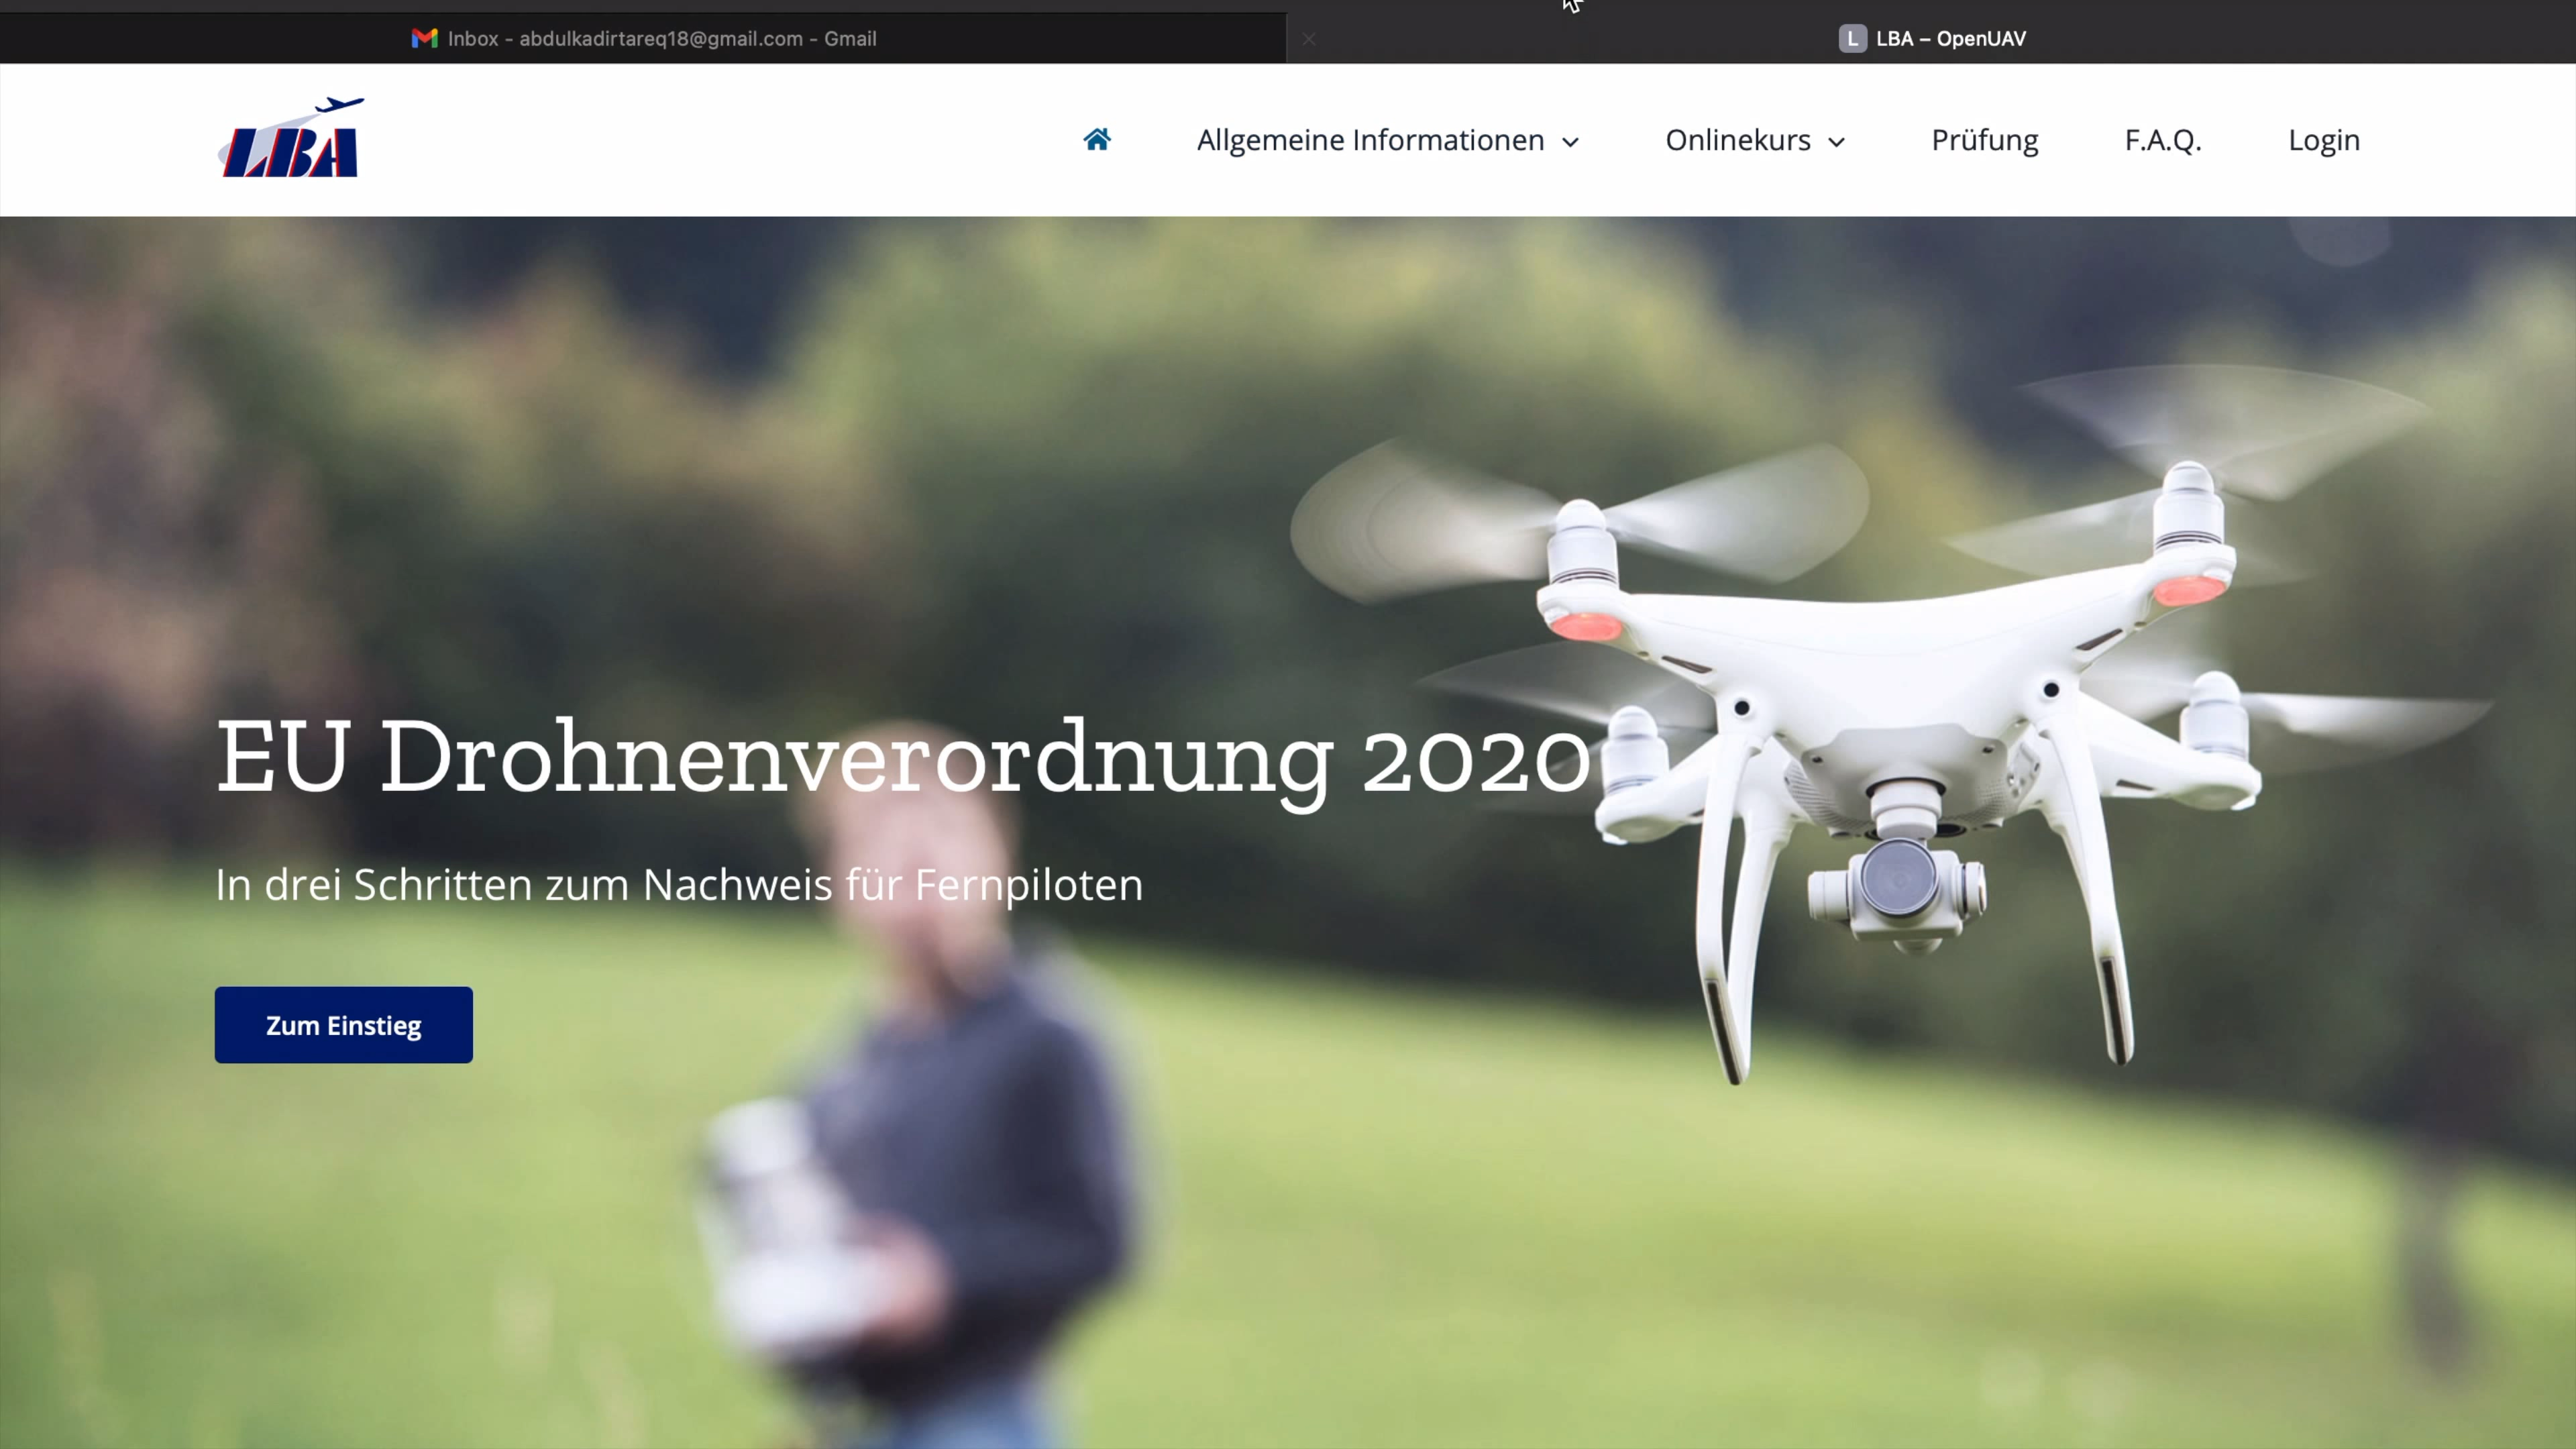 Inbox - abdulkadirtareq18@gmail.com - Gmail
L LBA – OpenUAV
LBA
Allgemeine Informationen
Onlinekurs
Prüfung
F.A.Q.
Login
EU Drohnenverordnung 2020
In drei Schritten zum Nachweis für Fernpiloten
Zum Einstieg